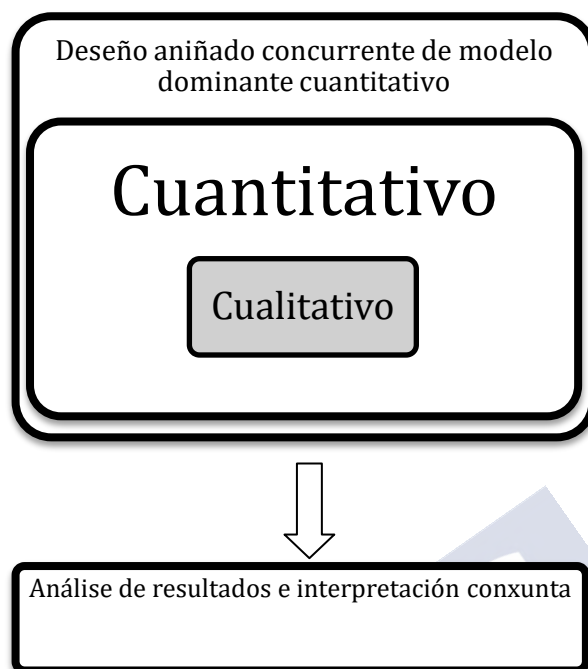 Deseño aniñado concurrente de modelo
dominante cuantitativo
Cuantitativo
Cualitativo
Análise de resultados e interpretación conxunta